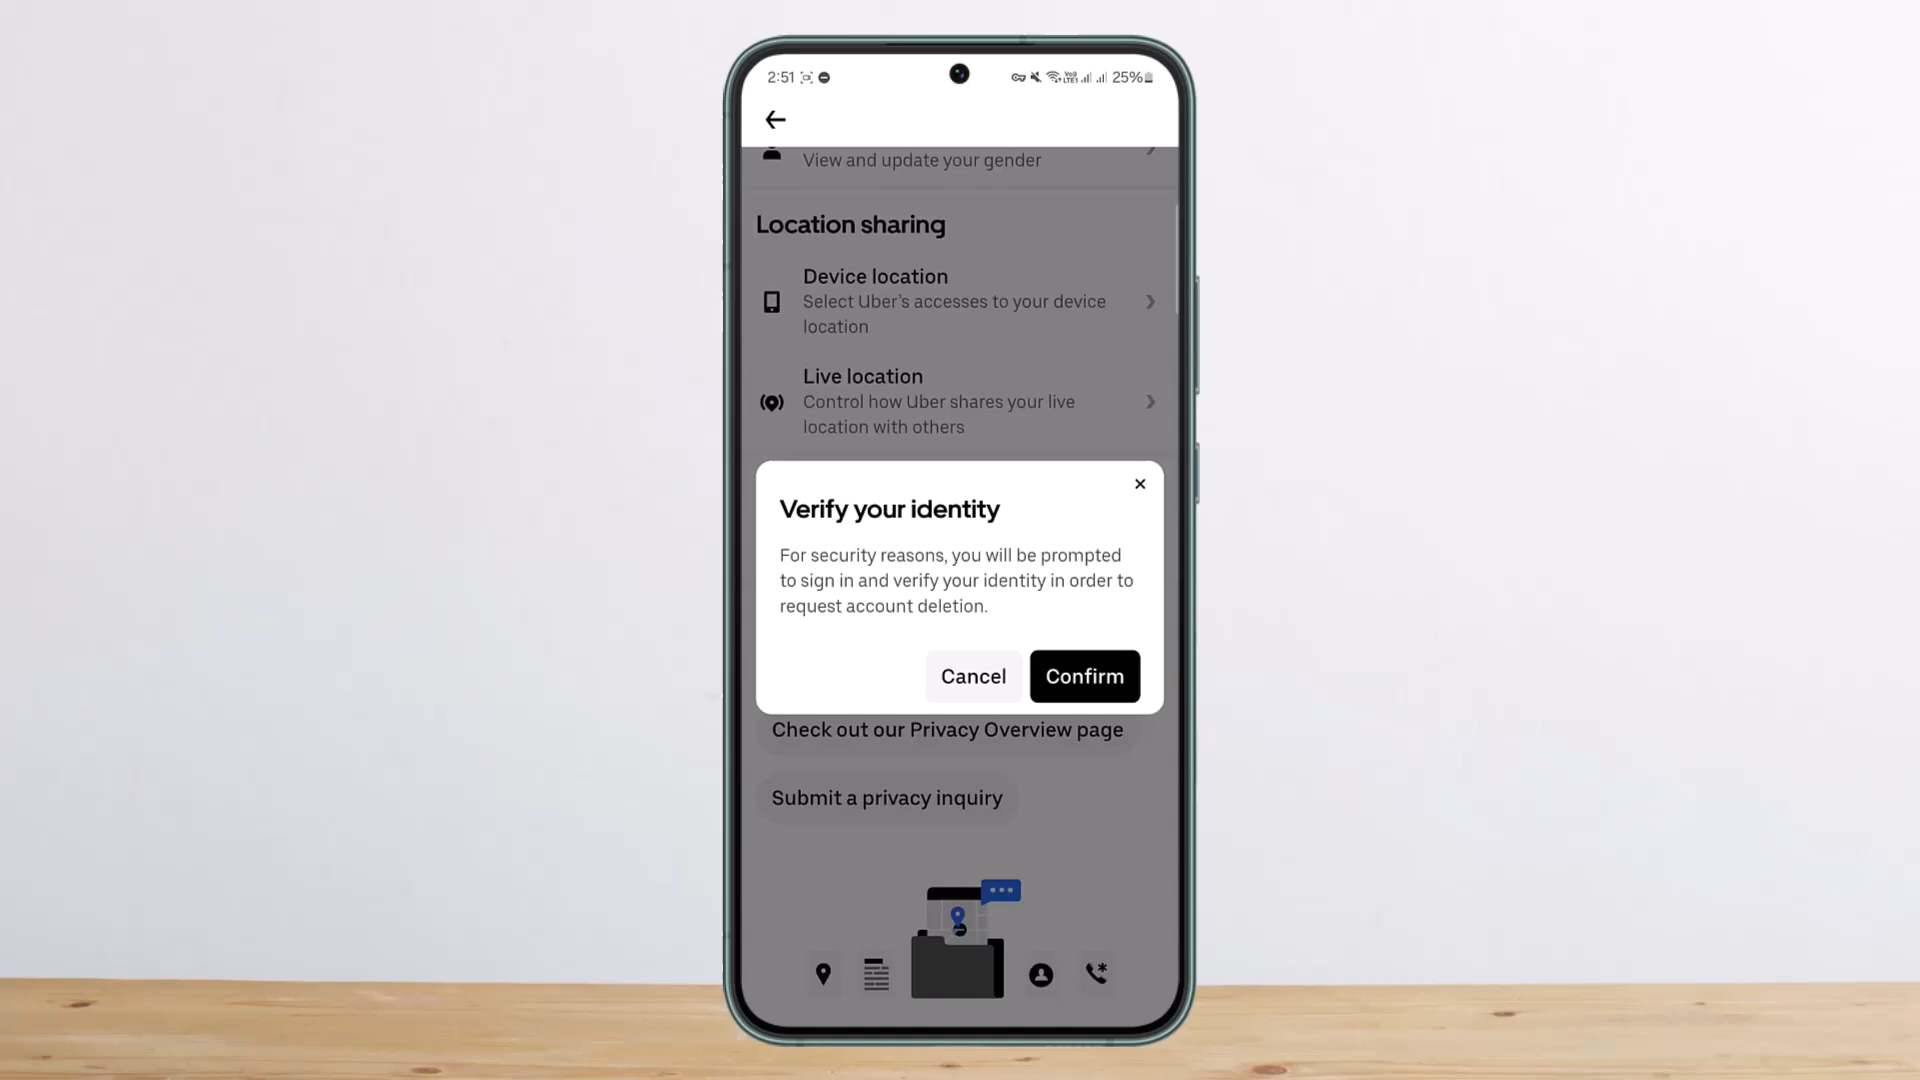 2:51 25%
View and update your gender
Location sharing
Device location
Select Uber's accesses to your device
location
Live location
Control how Uber shares your live
location with others
Verify your identity
For security reasons, you will be prompted
to sign in and verify your identity in order to
request account deletion.
Cancel Confirm
Check out our Privacy Overview page
Submit a privacy inquiry